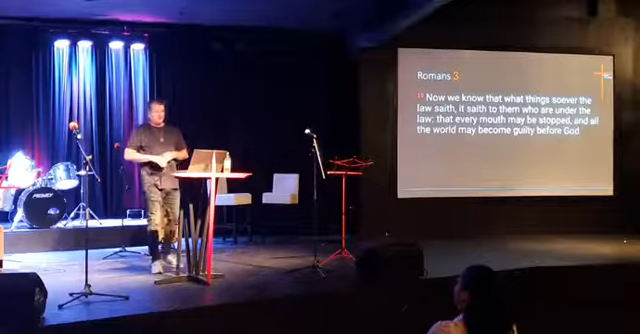 Romans 3
19 Now we know that what things soever the
law saith, it saith to them who are under the
law: that every mouth may be stopped, and all
the world may become guilty before God